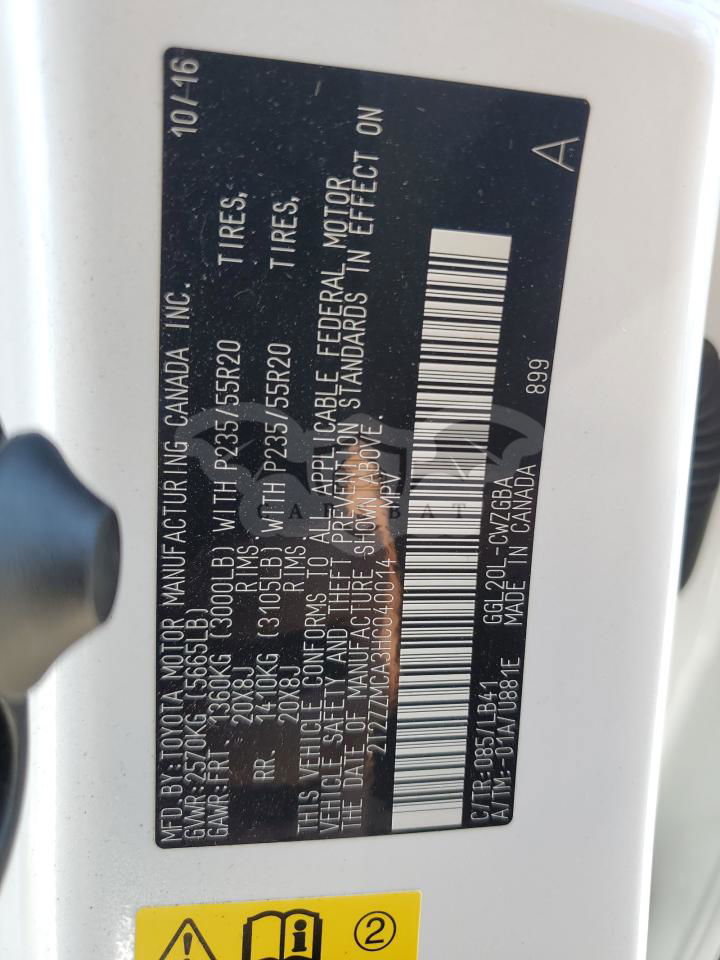 MFD.BY:TOYOTA MOTOR MANUFACTURING CANADA INC. 10/16
GVWR:2570KG(5665LB)
GAWR:FRT. 1360KG (3000LB) WITH P235/55R20 TIRES,
20X8J RIMS
RR. 1410KG (3105LB) WITH P235/55R20 TIRES,
20X8J RIMS
THIS VEHICLE CONFORMS TO ALL APPLICABLE FEDERAL MOTOR
VEHICLE SAFETY AND THEFT PREVENTION STANDARDS IN EFFECT ON
THE DATE OF MANUFACTURE SHOWN ABOVE.
2T2ZZMCA3HC040014 MPV
C/TR:085/LB41 GGL20L-CWZGBA 899 A
A/TM:-01A/U881E MADE IN CANADA
CAR BAT
i
2